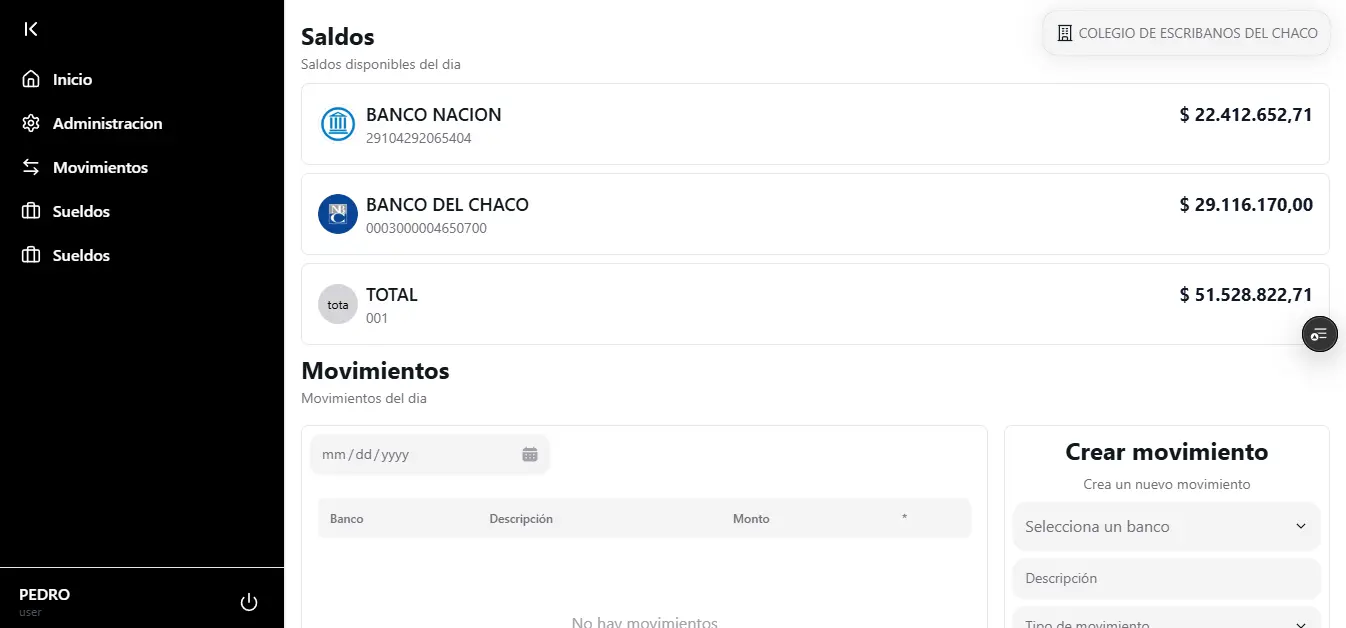 Inicio
Administracion
Movimientos
Sueldos
Sueldos
PEDRO
user
COLEGIO DE ESCRIBANOS DEL CHACO
Saldos
Saldos disponibles del dia
BANCO NACION
29104292065404
$ 22.412.652,71
NB
C
BANCO DEL CHACO
0003000004650700
$ 29.116.170,00
tota
TOTAL
001
$ 51.528.822,71
Movimientos
Movimientos del dia
mm/dd/yyyy
Banco Descripción Monto *
No hay movimientos
Crear movimiento
Crea un nuevo movimiento
Selecciona un banco
Descripción
Tipo de movimiento